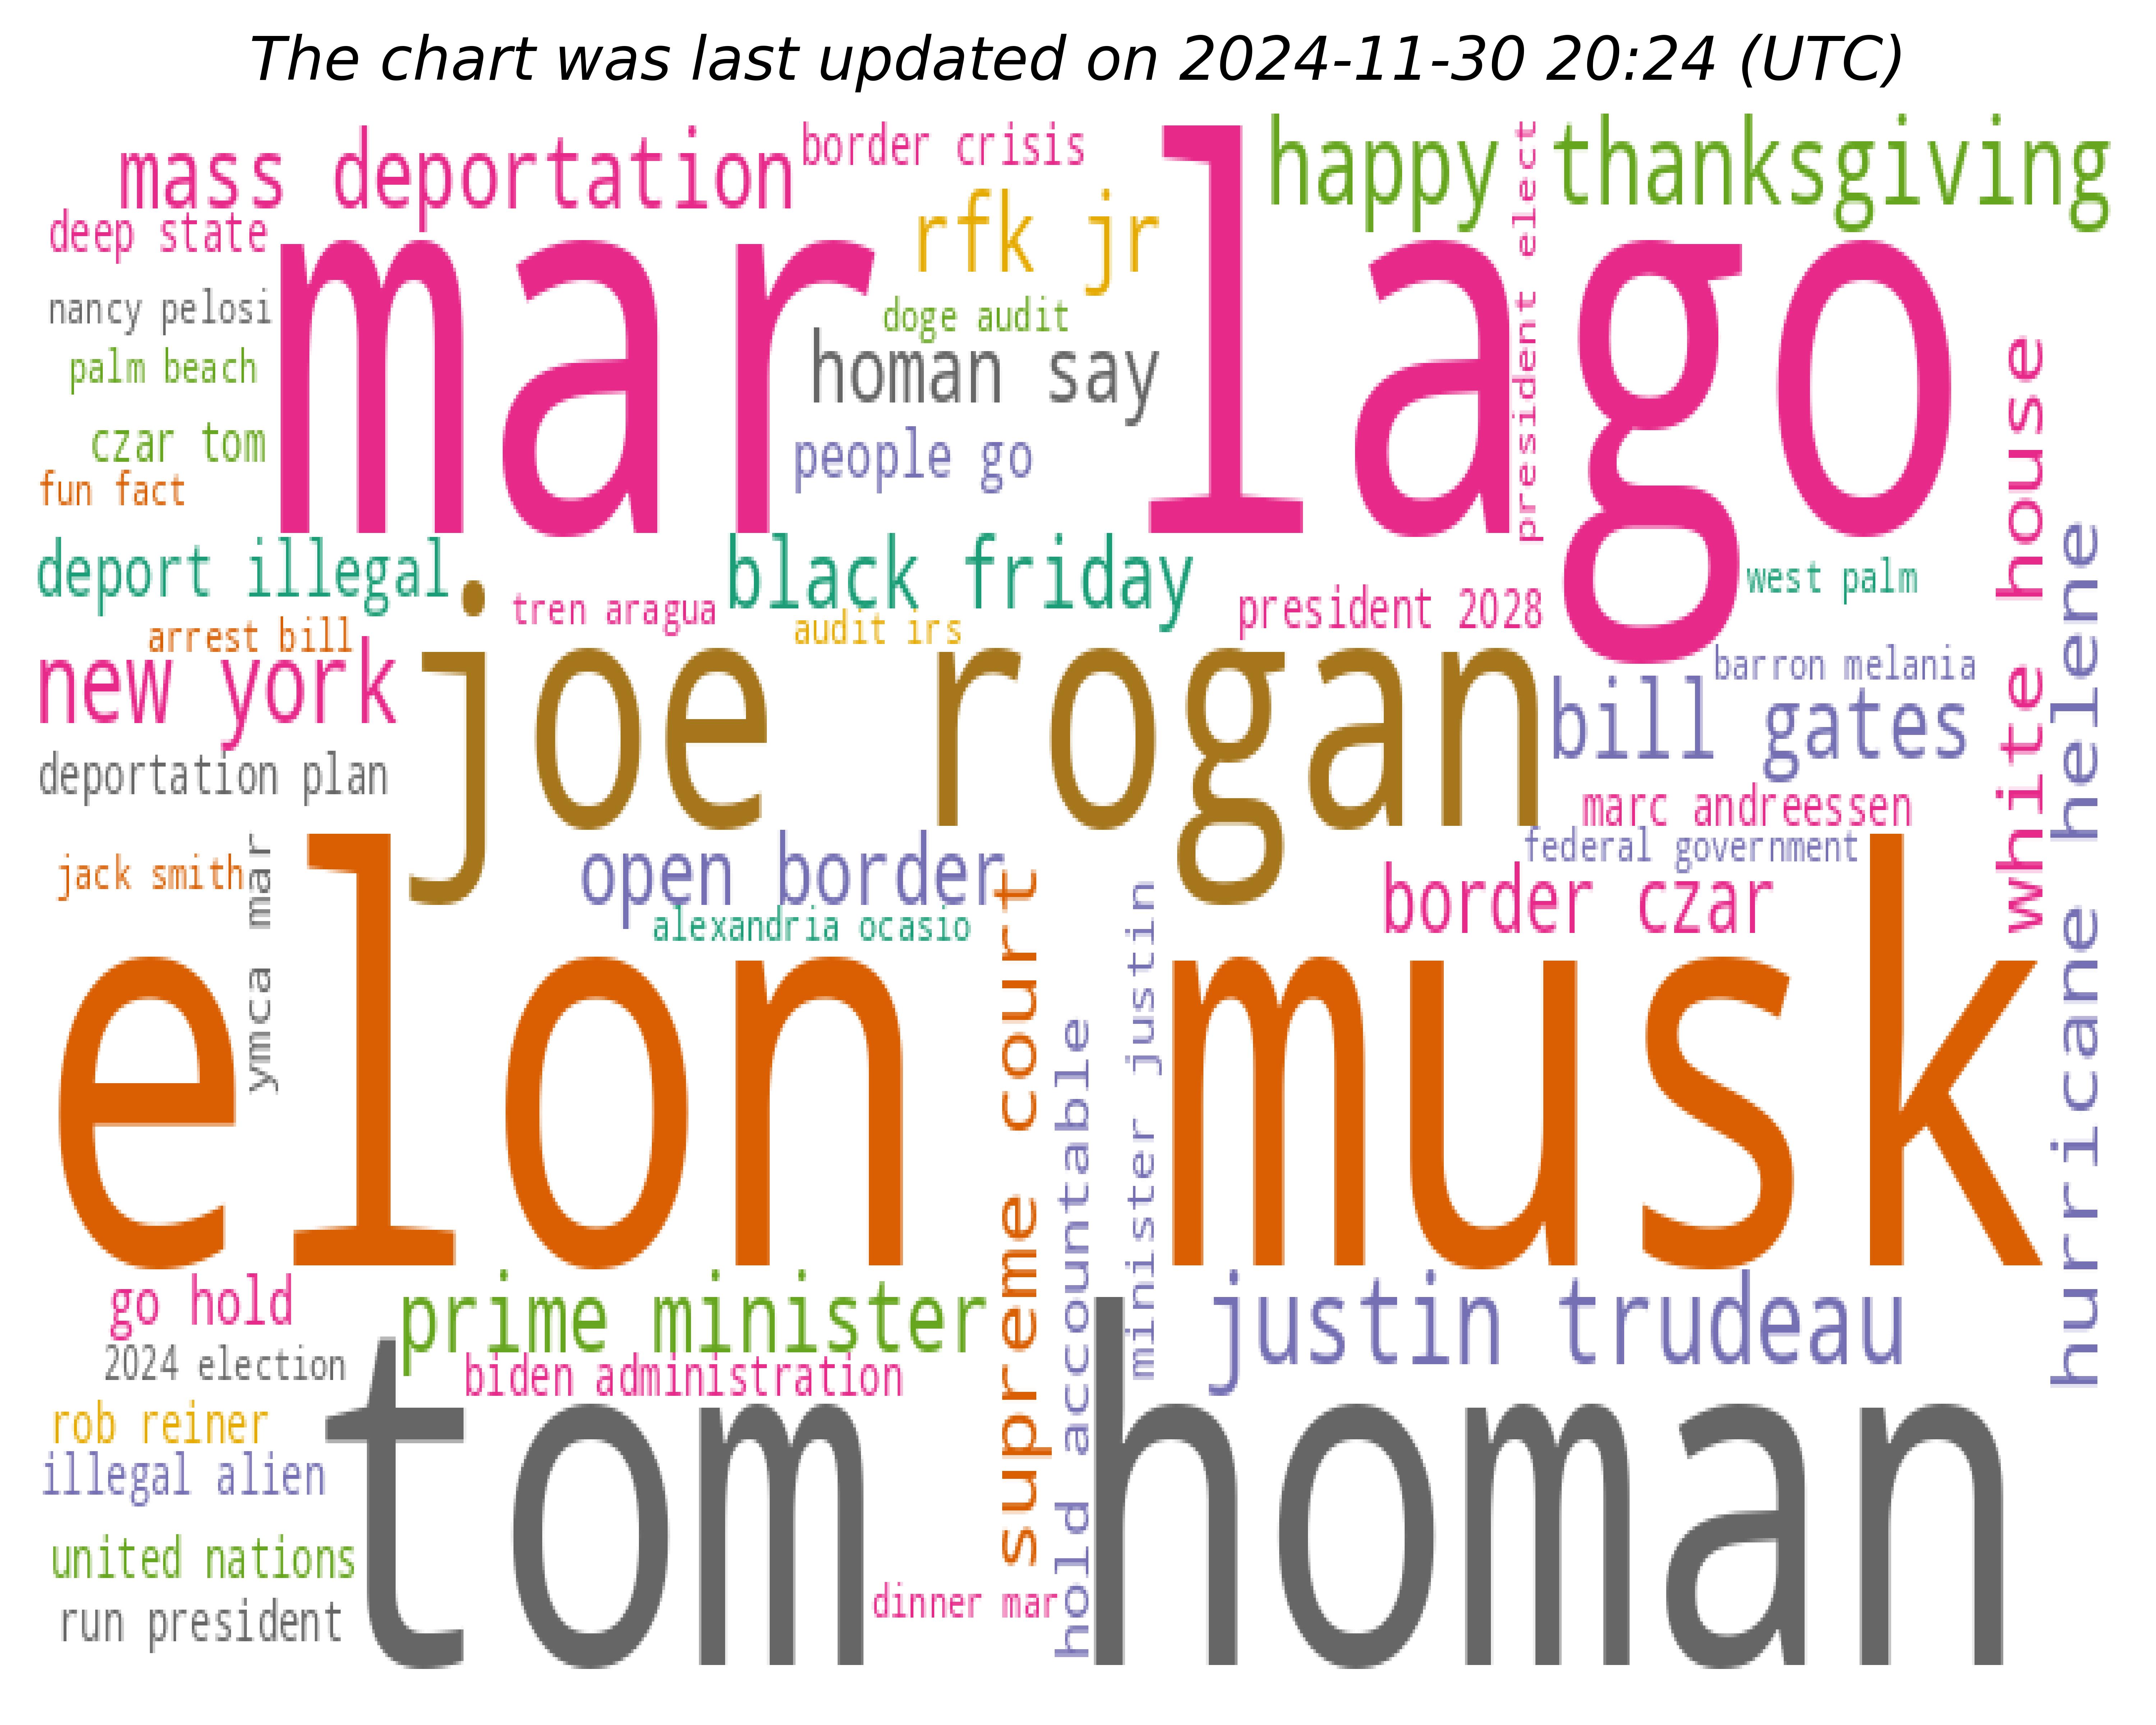 The chart was last updated on 2024-11-30 20:24 (UTC)
mass deportation
border crisis
happy thanksgiving
president elect
deep state
rfk jr
mar lago
nancy pelosi
doge audit
homan say
palm beach
czar tom
people go
fun fact
white house
deport illegal
black friday
west palm
tren aragua
president 2028
audit irs
arrest bill
new york
joe rogan
barron melania
bill gates
hurricane helene
deportation plan
marc andreessen
federal government
jack smith
ymca mar
open border
border czar
alexandria ocasio
elon musk
supreme court
hold accountable
minister justin
go hold
prime minister
justin trudeau
2024 election
biden administration
rob reiner
tom homan
illegal alien
united nations
dinner mar
run president